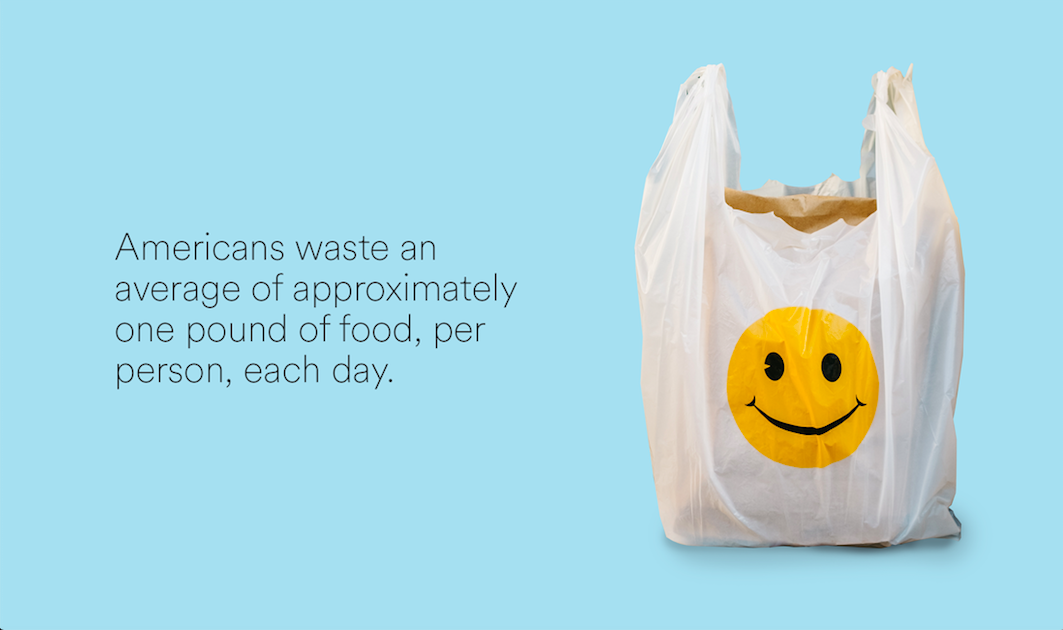 Americans waste an
average of approximately
one pound of food, per
person, each day.